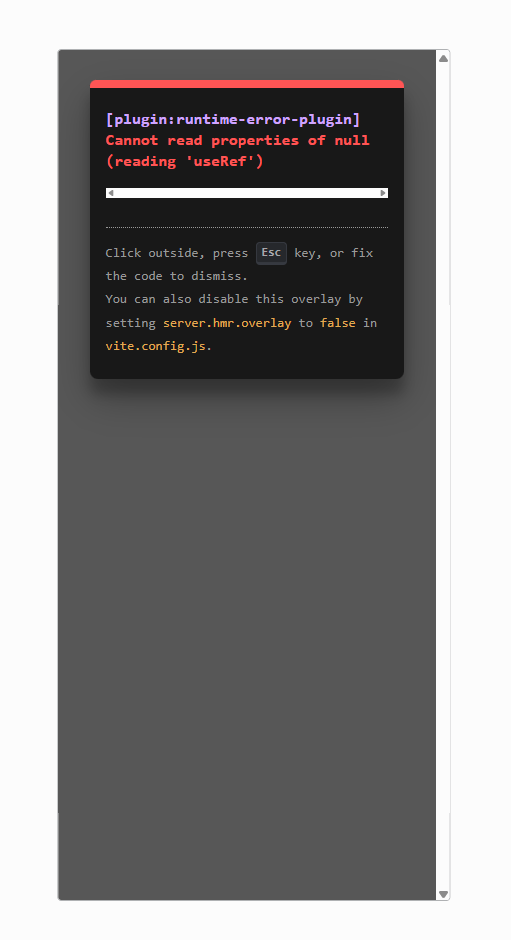 [plugin:runtime-error-plugin]
Cannot read properties of null
(reading 'useRef')
Click outside, press Esc key, or fix
the code to dismiss.
You can also disable this overlay by
setting server.hmr.overlay to false in
vite.config.js.